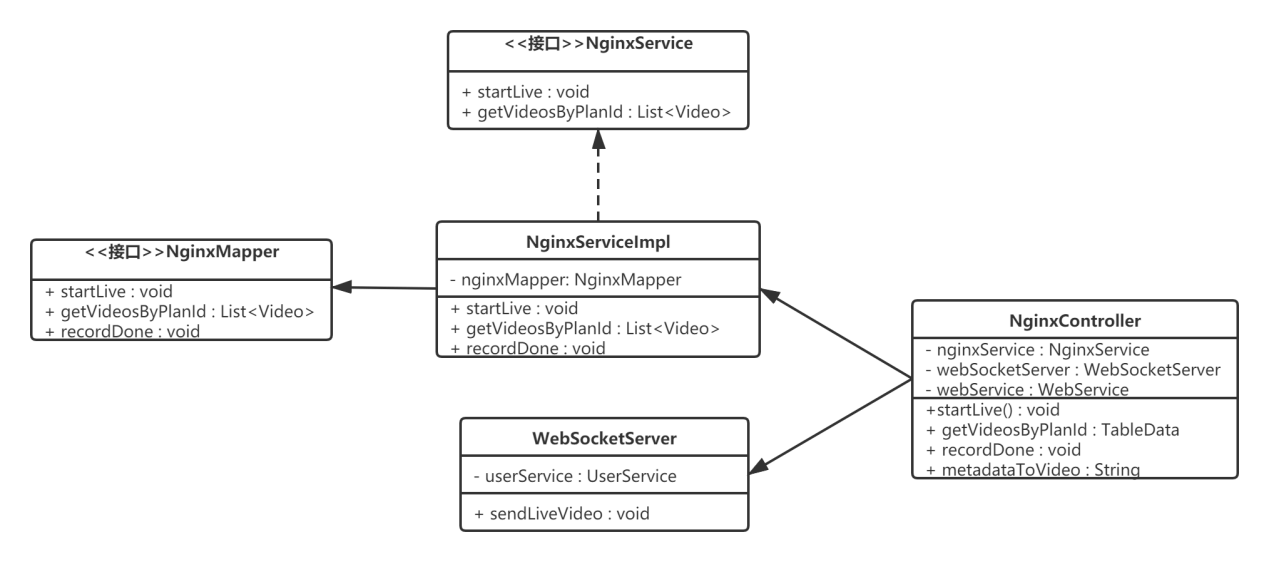 <<接口>>NginxService
+ startLive : void
+ getVideosByPlanId : List<Video>
<<接口>>NginxMapper
+ startLive : void
+ getVideosByPlanId : List<Video>
+ recordDone : void
NginxServiceImpl
- nginxMapper: NginxMapper
+ startLive : void
+ getVideosByPlanId : List<Video>
+ recordDone : void
NginxController
- nginxService : NginxService
- webSocketServer : WebSocketServer
- webService : WebService
+startLive() : void
+ getVideosByPlanId : TableData
+ recordDone : void
+ metadataToVideo : String
WebSocketServer
- userService : UserService
+ sendLiveVideo : void